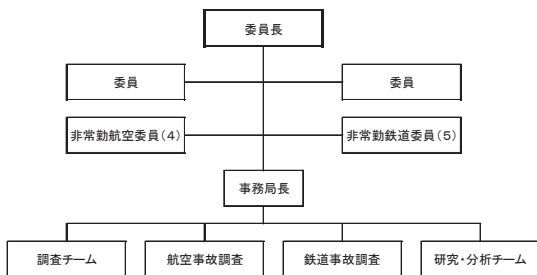 委員長
委員
委員
非常勤航空委員(4)
非常勤鉄道委員(5)
事務局長
調査チーム
航空事故調査
鉄道事故調査
研究・分析チーム